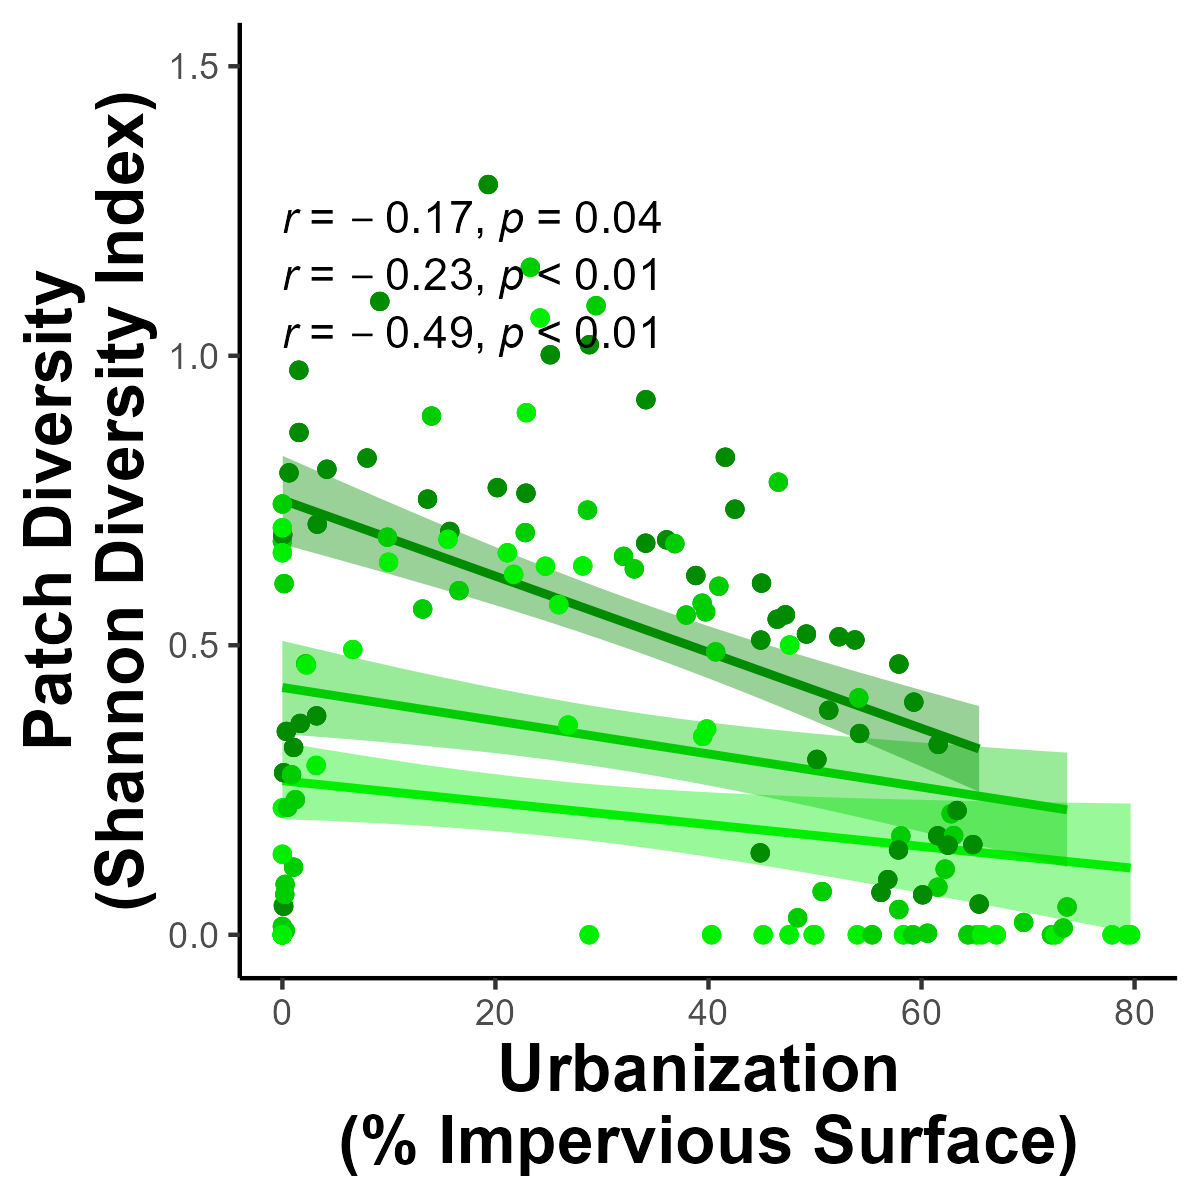 Patch Diversity
(Shannon Diversity Index)
1.5
1.0
0.5
0.0
r = − 0.17, p = 0.04
r = − 0.23, p < 0.01
r = − 0.49, p < 0.01
0 20 40 60 80
Urbanization
(% Impervious Surface)